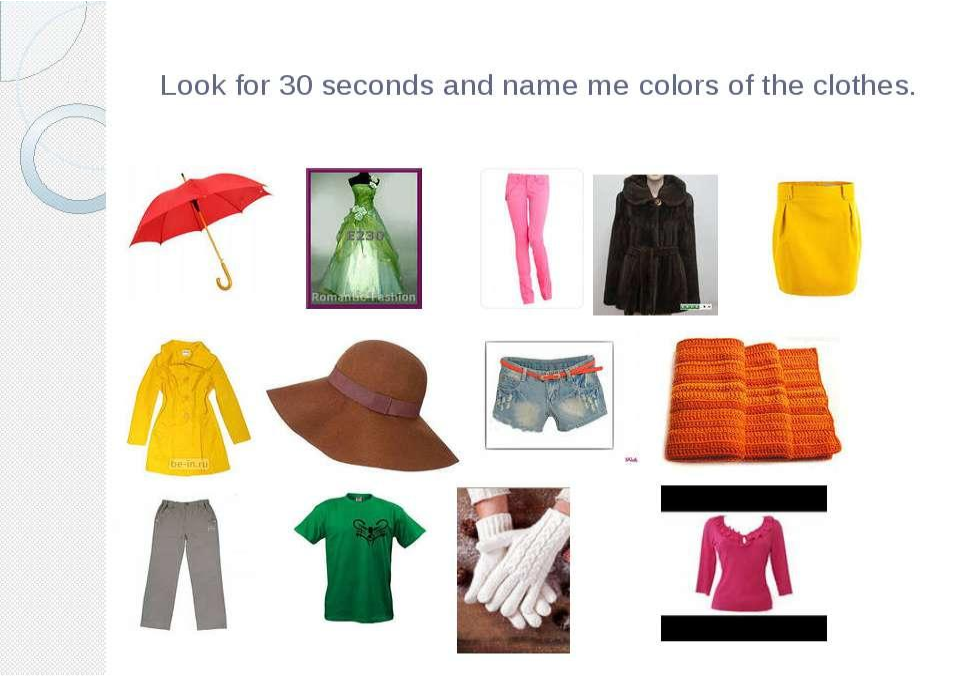 Look for 30 seconds and name me colors of the clothes.
E230
Romantic Fashion
be-in.ru